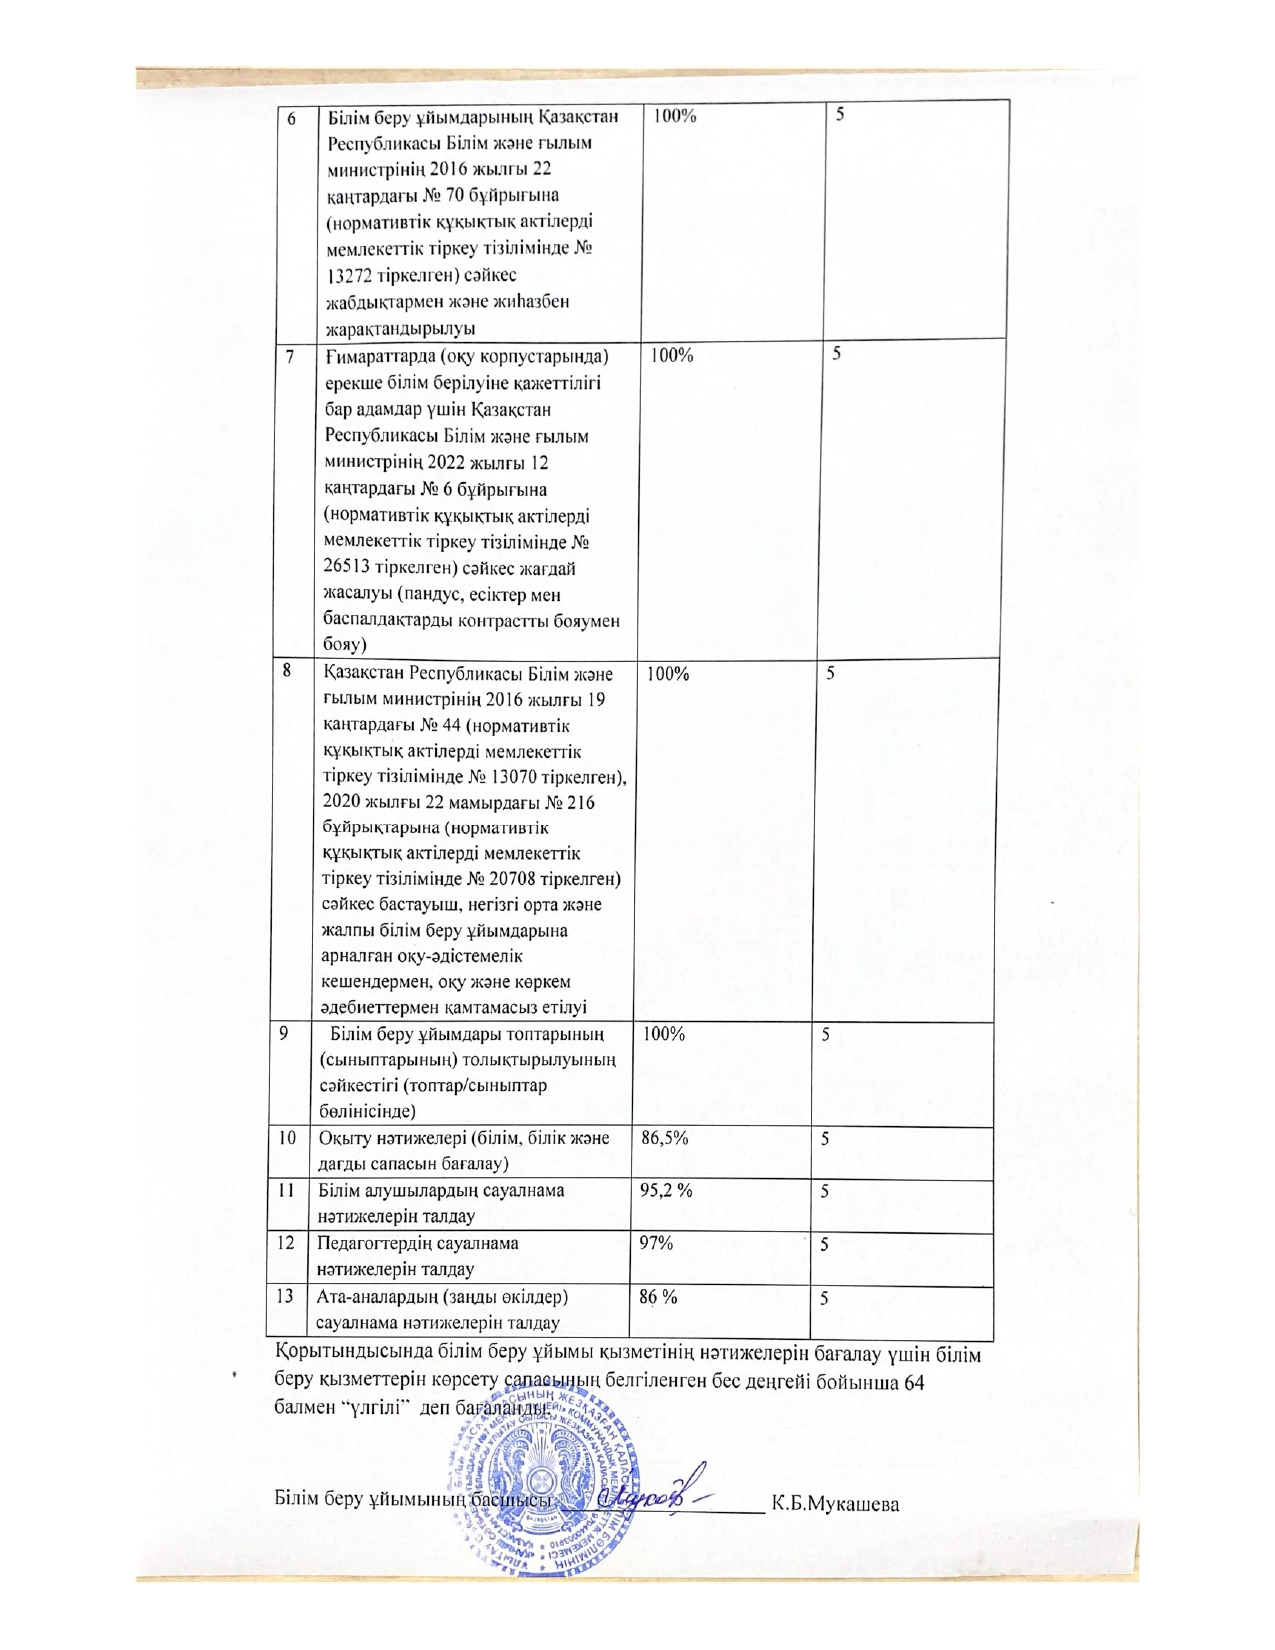 6 Білім беру ұйымдарының Қазақстан 100% 5
Республикасы Білім және ғылым
министрінің 2016 жылғы 22
қаңтардағы № 70 бұйрығына
(нормативтік құқықтық актілерді
мемлекеттік тіркеу тізілімінде №
13272 тіркелген) сәйкес
жабдықтармен және жиһазбен
жарақтандырылуы
7 Ғимараттарда (оқу корпустарында) 100% 5
ерекше білім берілуіне қажеттілігі
бар адамдар үшін Қазақстан
Республикасы Білім және ғылым
министрінің 2022 жылғы 12
қаңтардағы № 6 бұйрығына
(нормативтік құқықтық актілерді
мемлекеттік тіркеу тізілімінде №
26513 тіркелген) сәйкес жағдай
жасалуы (пандус, есіктер мен
баспалдақтарды контрастты бояумен
бояу)
8 Қазақстан Республикасы Білім және 100% 5
ғылым министрінің 2016 жылғы 19
қаңтардағы № 44 (нормативтік
құқықтық актілерді мемлекеттік
тіркеу тізілімінде № 13070 тіркелген),
2020 жылғы 22 мамырдағы № 216
бұйрықтарына (нормативтік
құқықтық актілерді мемлекеттік
тіркеу тізілімінде № 20708 тіркелген)
сәйкес бастауыш, негізгі орта және
жалпы білім беру ұйымдарына
арналған оқу-әдістемелік
кешендермен, оқу және көркем
әдебиеттермен қамтамасыз етілуі
9 Білім беру ұйымдары топтарының 100% 5
(сыныптарының) толықтырылуының
сәйкестігі (топтар/сыныптар
бөлінісінде)
10 Оқыту нәтижелері (білім, білік және 86,5% 5
дағды сапасын бағалау)
11 Білім алушылардың сауалнама 95,2 % 5
нәтижелерін талдау
12 Педагогтердің сауалнама 97% 5
нәтижелерін талдау
13 Ата-аналардың (заңды өкілдер) 86 % 5
сауалнама нәтижелерін талдау
Қорытындысында білім беру ұйымы қызметінің нәтижелерін бағалау үшін білім
беру қызметтерін көрсету сапасының белгіленген бес деңгейі бойынша 64
балмен “үлгілі” деп бағаланды.
Білім беру ұйымының басшысы К.Б.Мукашева